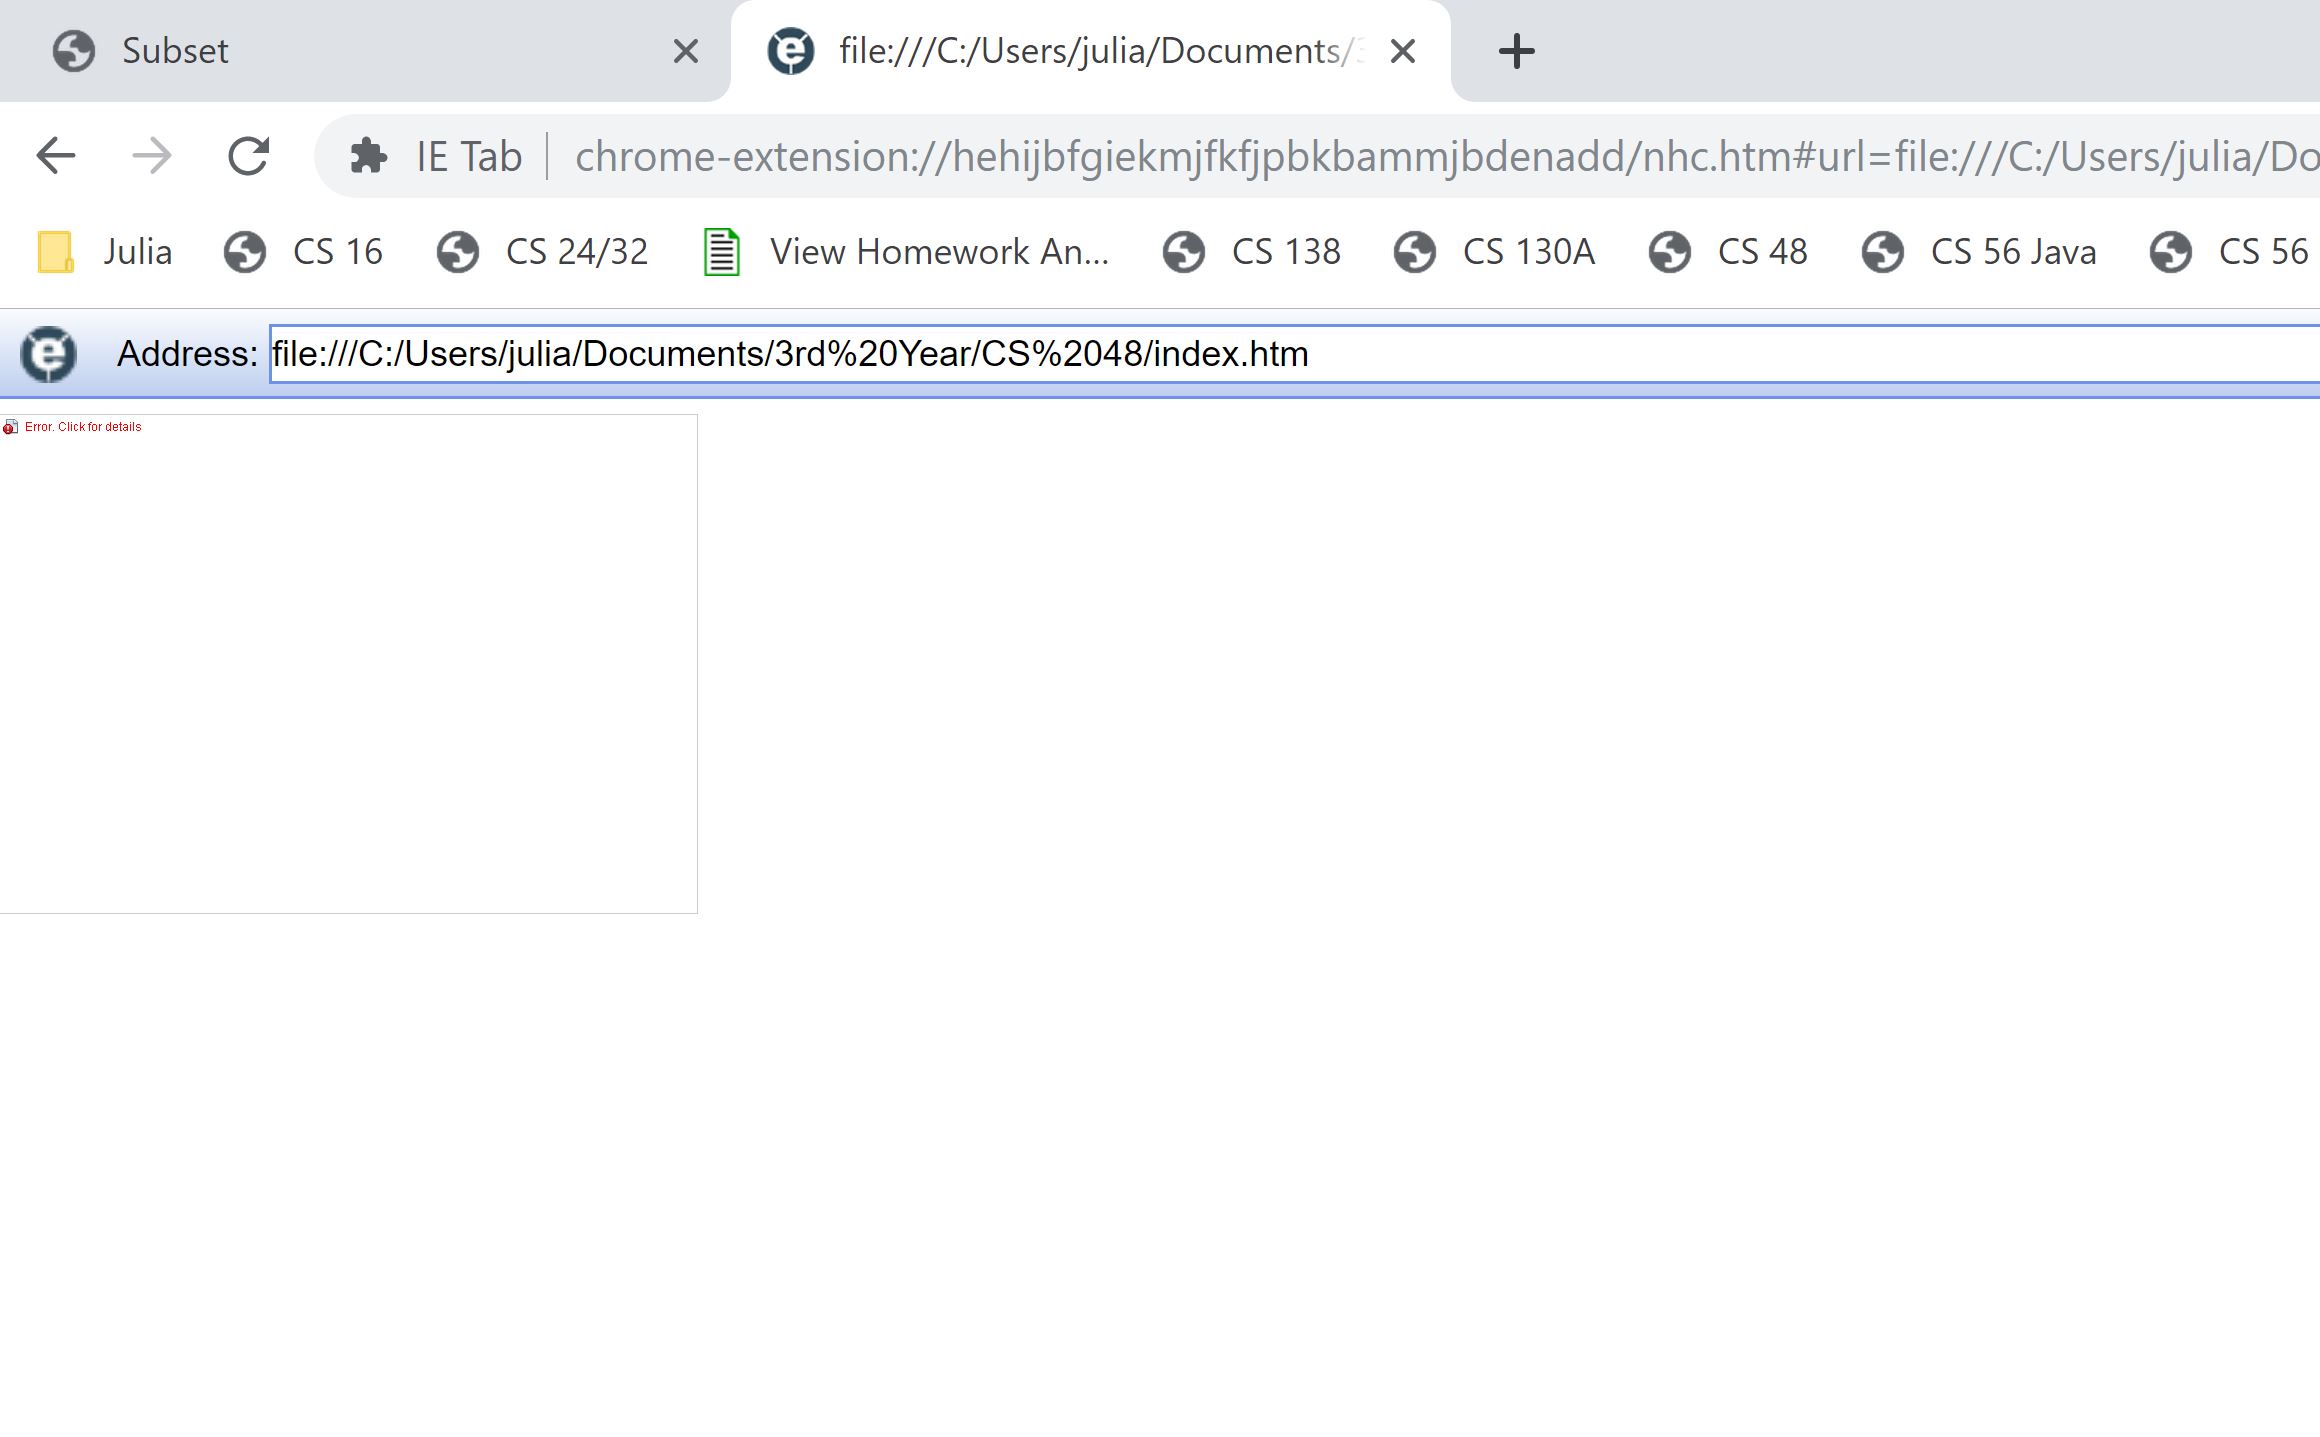 Subset
file:///C:/Users/julia/Documents/
IE Tab chrome-extension://hehijbfgiekmjfkfjpbkbammjbdenadd/nhc.htm#url=file:///C:/Users/julia/Do
Julia CS 16 CS 24/32 View Homework An... CS 138 CS 130A CS 48 CS 56 Java CS 56
Address: file:///C:/Users/julia/Documents/3rd%20Year/CS%2048/index.htm
Error. Click for details